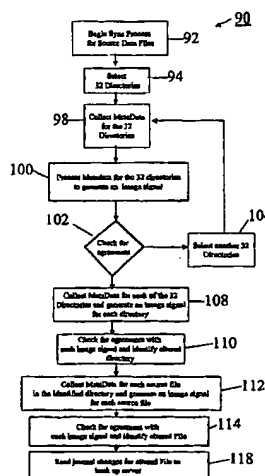 90
Begin Sync Process
for Source Data Files
92
Select
32 Directories
94
98
Collect MetaData
for the 32
Directories
100
Process Metadata for the 32 directories
to generate an image signal
102
Check for
agreement
104
Select another 32
Directories
Collect MetaData for each of the 32
Directories and generate an image signal
for each directory
108
Check for agreement with
each image signal and identify altered
directory
110
Collect MetaData for each source file
in the identified directory and generate an image signal
for each source file
112
Check for agreement
with each image signal and identify altered File
114
Send journal changes for altered File to
back up server
118